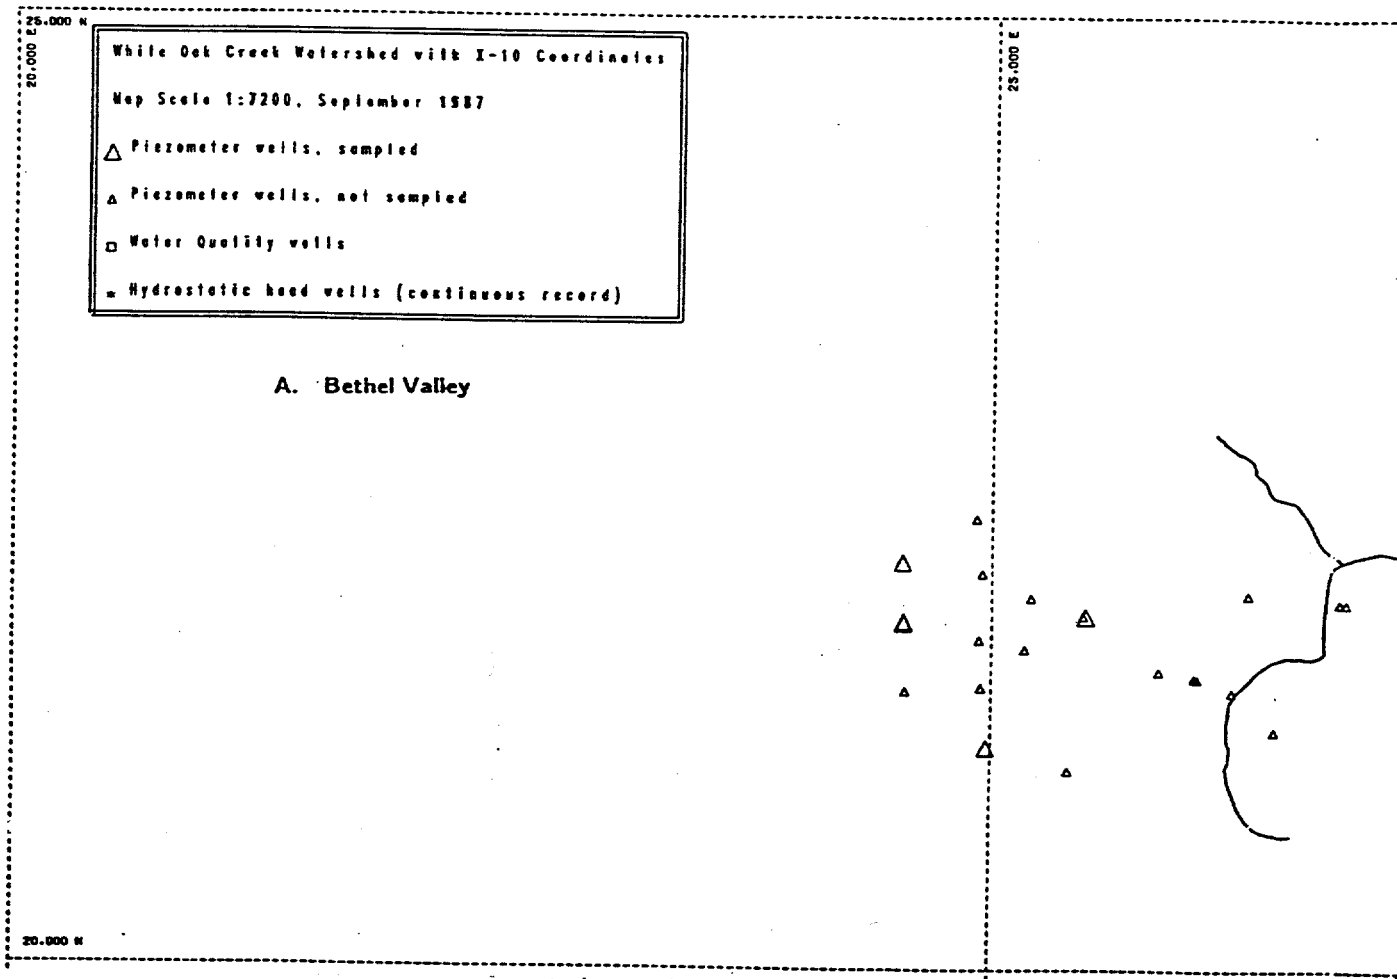 25.000 N
20.000 E
25.000 E
White Oak Creek Watershed with X-10 Coordinates
Map Scale 1:7200, September 1987
Piezometer wells, sampled
Piezometer wells, not sampled
Water Quality wells
Hydrostatic head wells (continuous record)
A. Bethel Valley
20.000 N